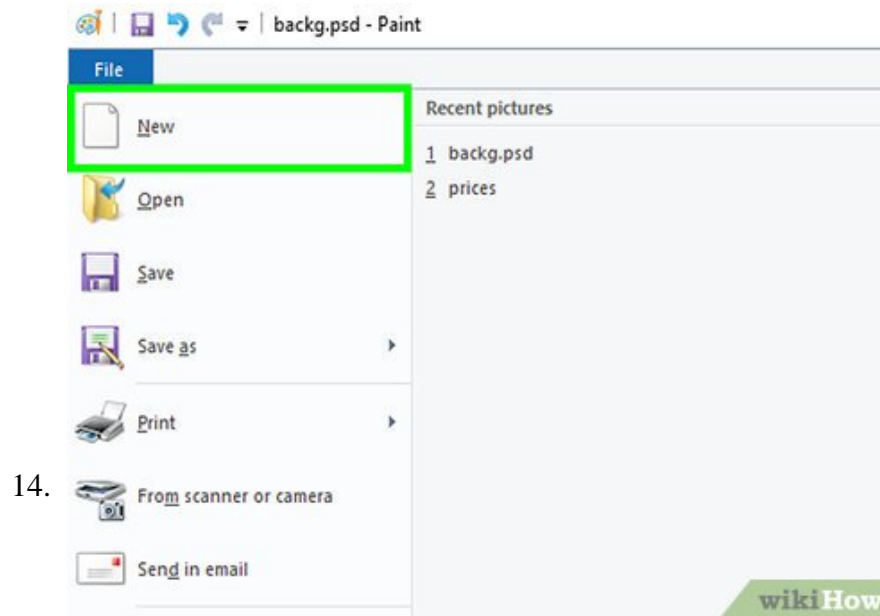 backg.psd - Paint
File
New
Open
Save
Save as
Print
14.
From scanner or camera
Send in email
Recent pictures
1 backg.psd
2 prices
wikiHow